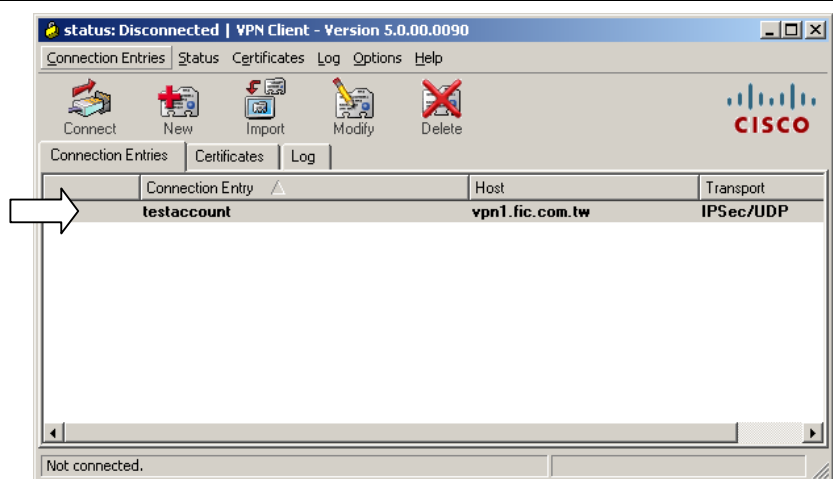 status: Disconnected | VPN Client - Version 5.0.00.0090
Connection Entries Status Certificates Log Options Help
Connect New Import Modify Delete
CISCO
Connection Entries Certificates Log
Connection Entry Host Transport
testaccount vpn1.fic.com.tw IPSec/UDP
Not connected.